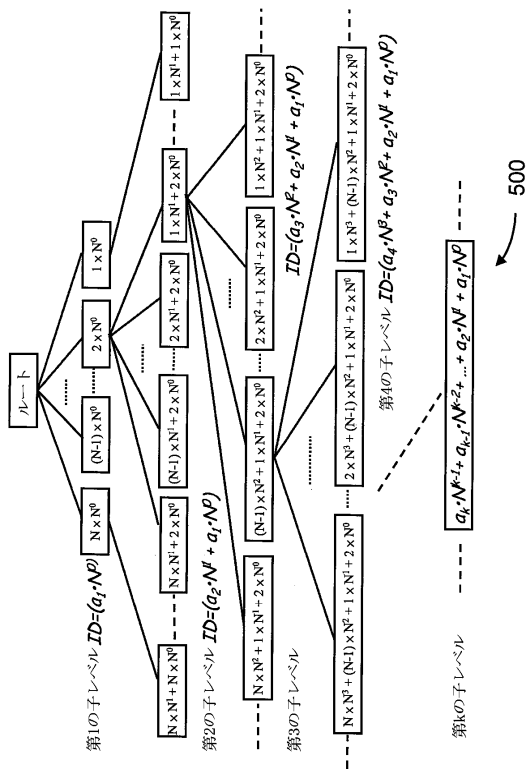 ルート
N x N⁰
(N-1) x N⁰
2 x N⁰
1 x N⁰
第1の子レベル ID=(a₁·N⁰)
N x N¹ + N x N⁰
N x N¹ + 2 x N⁰
(N-1) x N¹ + 2 x N⁰
2 x N¹ + 2 x N⁰
1 x N¹ + 2 x N⁰
1 x N¹ + 1 x N⁰
第2の子レベル ID=(a₂·N¹ + a₁·N⁰)
N x N² + 1 x N¹ + 2 x N⁰
(N-1) x N² + 1 x N¹ + 2 x N⁰
2 x N² + 1 x N¹ + 2 x N⁰
1 x N² + 1 x N¹ + 2 x N⁰
第3の子レベル
ID=(a₃·N² + a₂·N¹ + a₁·N⁰)
N x N³ + (N-1) x N² + 1 x N¹ + 2 x N⁰
2 x N³ + (N-1) x N² + 1 x N¹ + 2 x N⁰
1 x N³ + (N-1) x N² + 1 x N¹ + 2 x N⁰
第4の子レベル ID=(a₄·N³ + a₃·N² + a₂·N¹ + a₁·N⁰)
第kの子レベル
aₖ·Nᵏ⁻¹ + aₖ₋₁·Nᵏ⁻² + ... + a₂·N¹ + a₁·N⁰
500